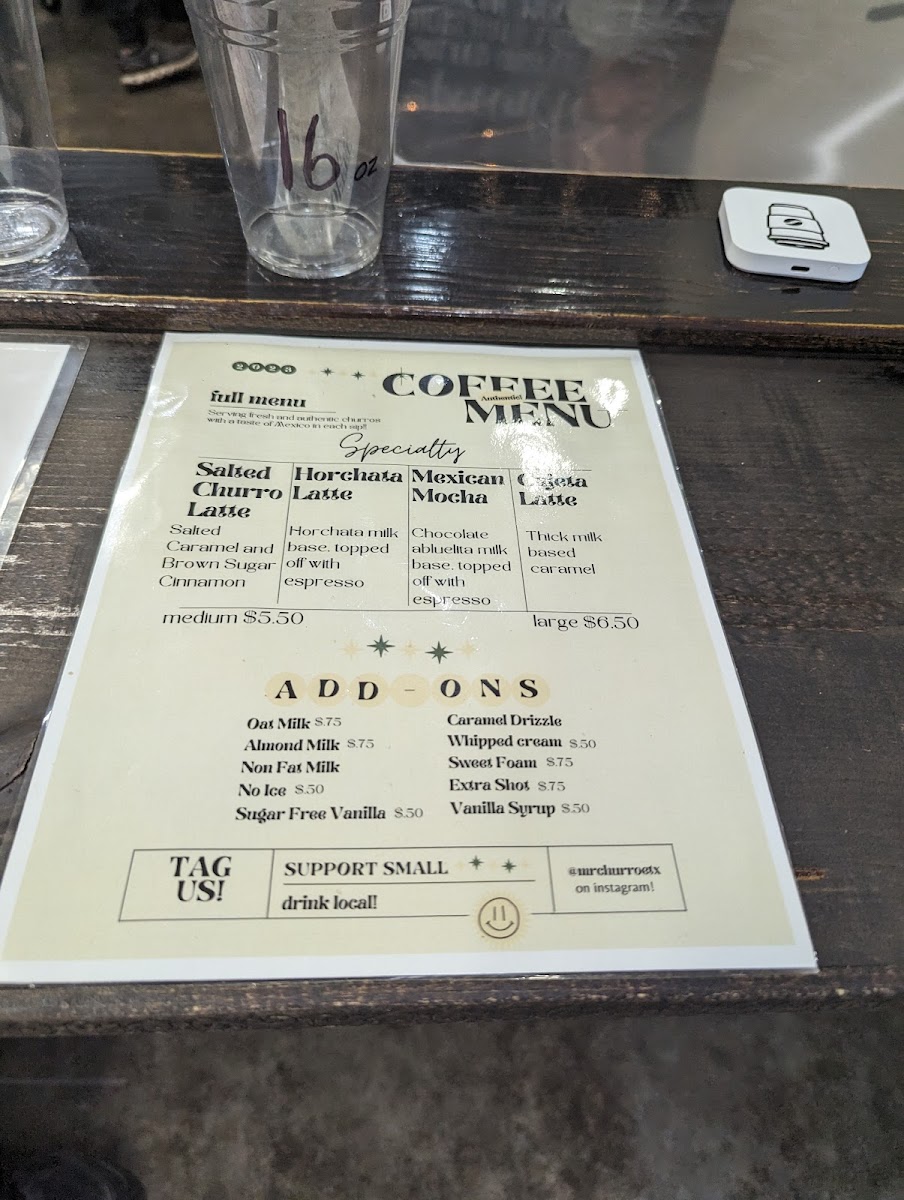 16 oz
2023
full menu
Serving fresh and authentic churros
with a taste of Mexico in each sip!!
COFFEE
Authentic!
MENU
Specialty
Salted
Churro
Latte
Salted
Caramel and
Brown Sugar
Cinnamon
Horchata
Latte
Horchata milk
base. topped
off with
espresso
Mexican
Mocha
Chocolate
abluelita milk
base. topped
off with
espresso
Cajeta
Latte
Thick milk
based
caramel
medium $5.50
large $6.50
ADD-ONS
Oat Milk $.75
Almond Milk $.75
Non Fat Milk
No Ice $.50
Sugar Free Vanilla $.50
Caramel Drizzle
Whipped cream $.50
Sweet Foam $.75
Extra Shot $.75
Vanilla Syrup $.50
TAG
US!
SUPPORT SMALL
drink local!
@mrchurroetx
on instagram!